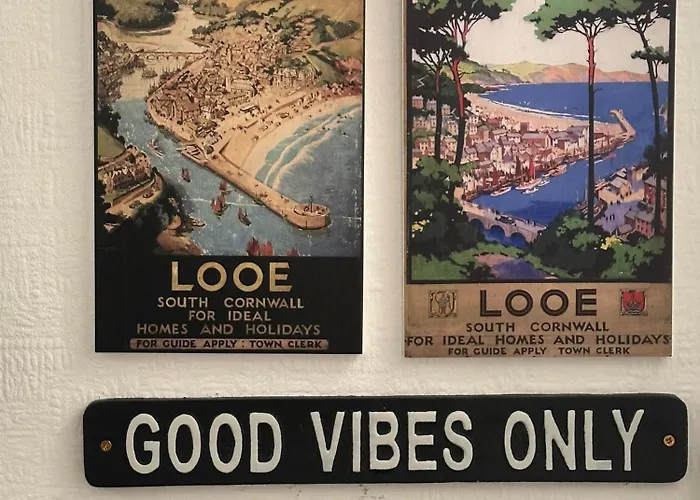 LOOE
SOUTH CORNWALL
FOR IDEAL
HOMES AND HOLIDAYS
FOR GUIDE APPLY : TOWN CLERK
LOOE
SOUTH CORNWALL
FOR IDEAL HOMES AND HOLIDAYS
FOR GUIDE APPLY TOWN CLERK
GOOD VIBES ONLY